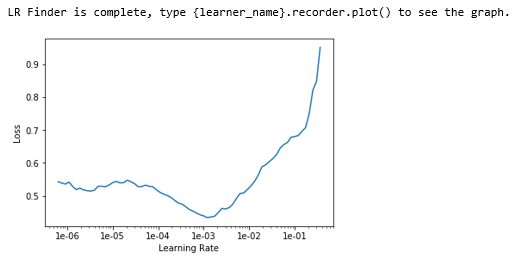 LR Finder is complete, type {learner_name}.recorder.plot() to see the graph.
0.9
0.8
0.7
0.6
0.5
Loss
1e-06 1e-05 1e-04 1e-03 1e-02 1e-01
Learning Rate